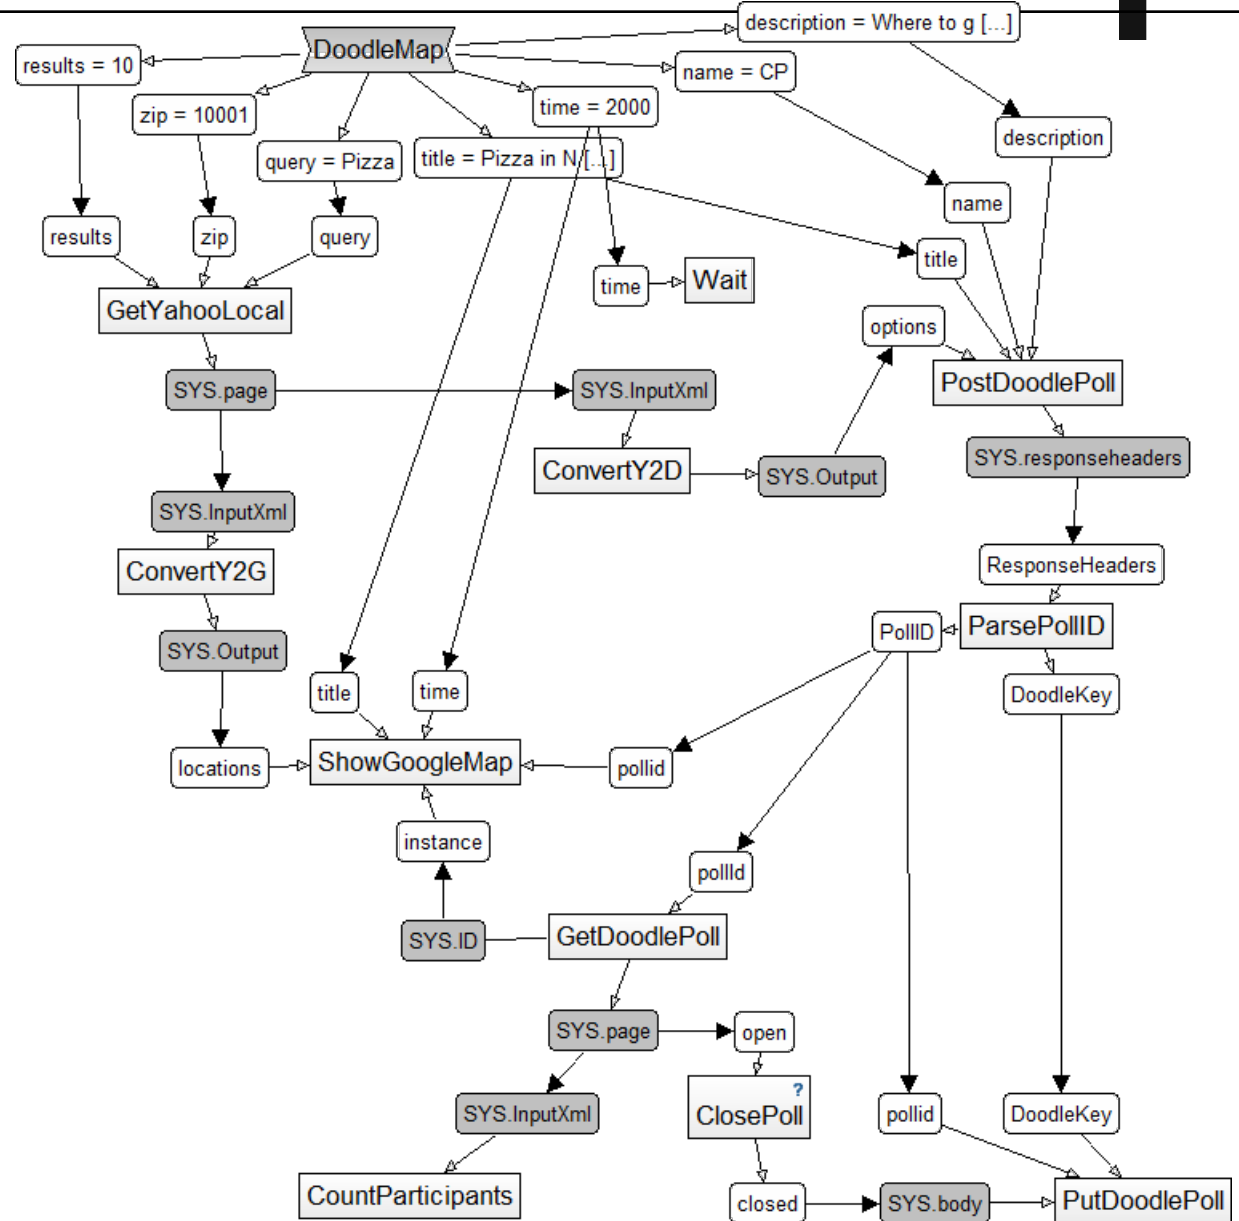 description = Where to g [...]
DoodleMap
results = 10
name = CP
zip = 10001
time = 2000
description
query = Pizza
title = Pizza in N [...]
name
results
zip
query
title
time
Wait
GetYahooLocal
options
SYS.page
SYS.InputXml
PostDoodlePoll
ConvertY2D
SYS.Output
SYS.responseheaders
SYS.InputXml
ConvertY2G
ResponseHeaders
PollID
ParsePollID
SYS.Output
title
time
DoodleKey
locations
ShowGoogleMap
pollid
instance
pollId
SYS.ID
GetDoodlePoll
SYS.page
open
SYS.InputXml
?
ClosePoll
pollid
DoodleKey
CountParticipants
closed
SYS.body
PutDoodlePoll